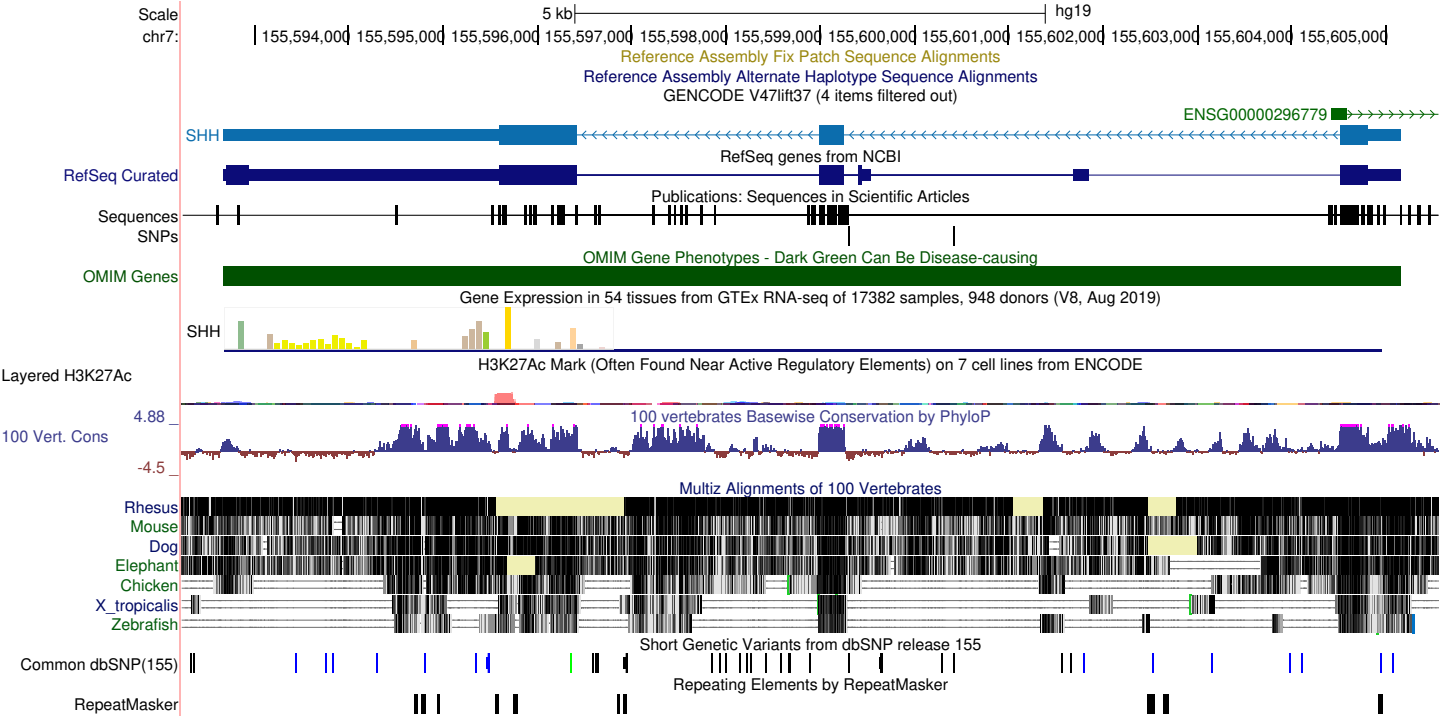 Scale 5 kb hg19
chr7: 155,594,000 155,595,000 155,596,000 155,597,000 155,598,000 155,599,000 155,600,000 155,601,000 155,602,000 155,603,000 155,604,000 155,605,000
Reference Assembly Fix Patch Sequence Alignments
Reference Assembly Alternate Haplotype Sequence Alignments
GENCODE V47lift37 (4 items filtered out)
ENSG00000296779
SHH
RefSeq genes from NCBI
RefSeq Curated
Publications: Sequences in Scientific Articles
Sequences
SNPs
OMIM Gene Phenotypes - Dark Green Can Be Disease-causing
OMIM Genes
Gene Expression in 54 tissues from GTEx RNA-seq of 17382 samples, 948 donors (V8, Aug 2019)
SHH
H3K27Ac Mark (Often Found Near Active Regulatory Elements) on 7 cell lines from ENCODE
Layered H3K27Ac
100 vertebrates Basewise Conservation by PhyloP
4.88 _
100 Vert. Cons
-4.5 _
Multiz Alignments of 100 Vertebrates
Rhesus
Mouse
Dog
Elephant
Chicken
X_tropicalis
Zebrafish
Short Genetic Variants from dbSNP release 155
Common dbSNP(155)
Repeating Elements by RepeatMasker
RepeatMasker